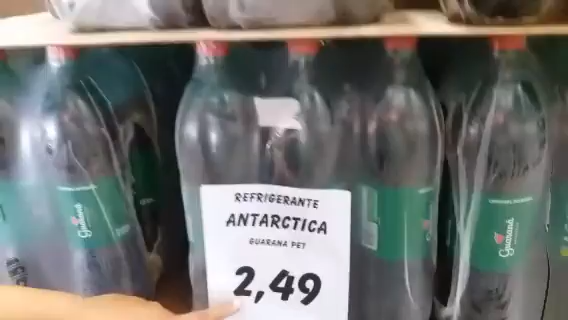 REFRIGERANTE
ANTARCTICA
GUARANA PET
2,49
Guaraná
Guaraná